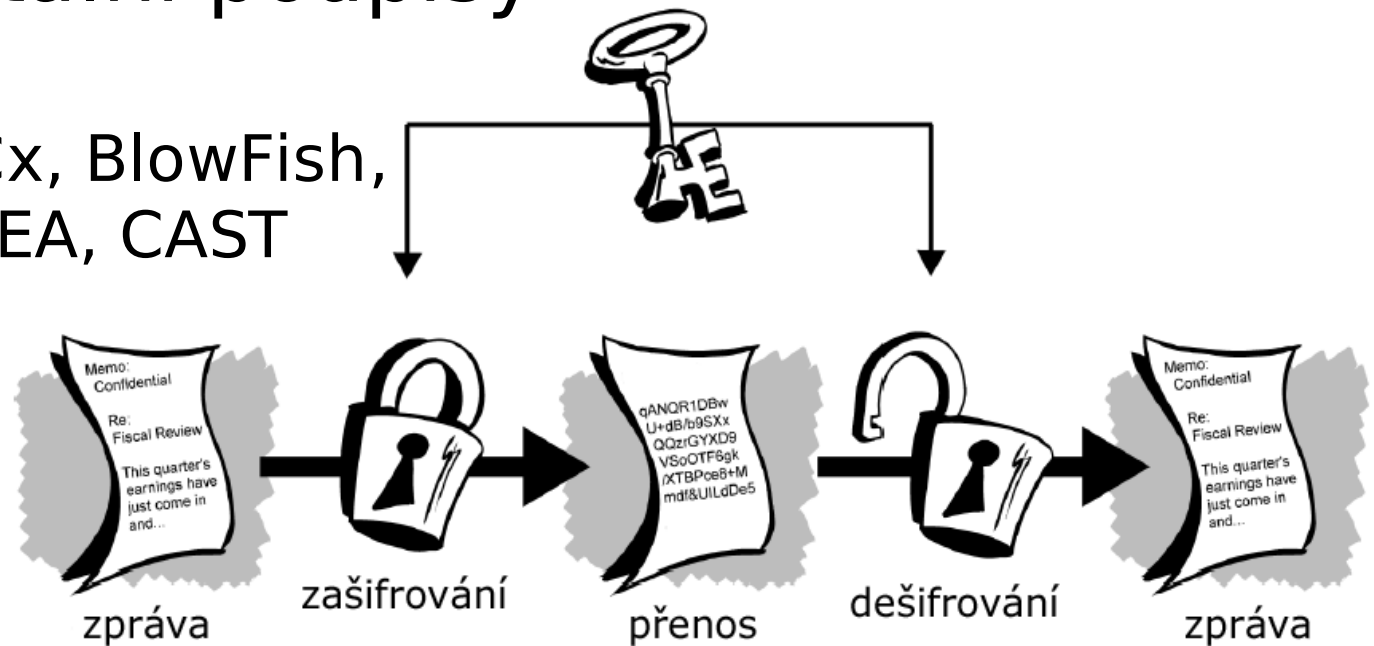 podpisy
BlowFish,
CAST
Memo:
Confidential
Re:
Fiscal Review
This quarter's
earnings have
just come in
and...
zpráva
zašifrování
qANQR1DBw
U+dB/b9SXx
QQzrGYXD9
VSoOTF6gk
/XTBPce8+M
mdf&UILdDe5
přenos
dešifrování
Memo:
Confidential
Re:
Fiscal Review
This quarter's
earnings have
just come in
and...
zpráva